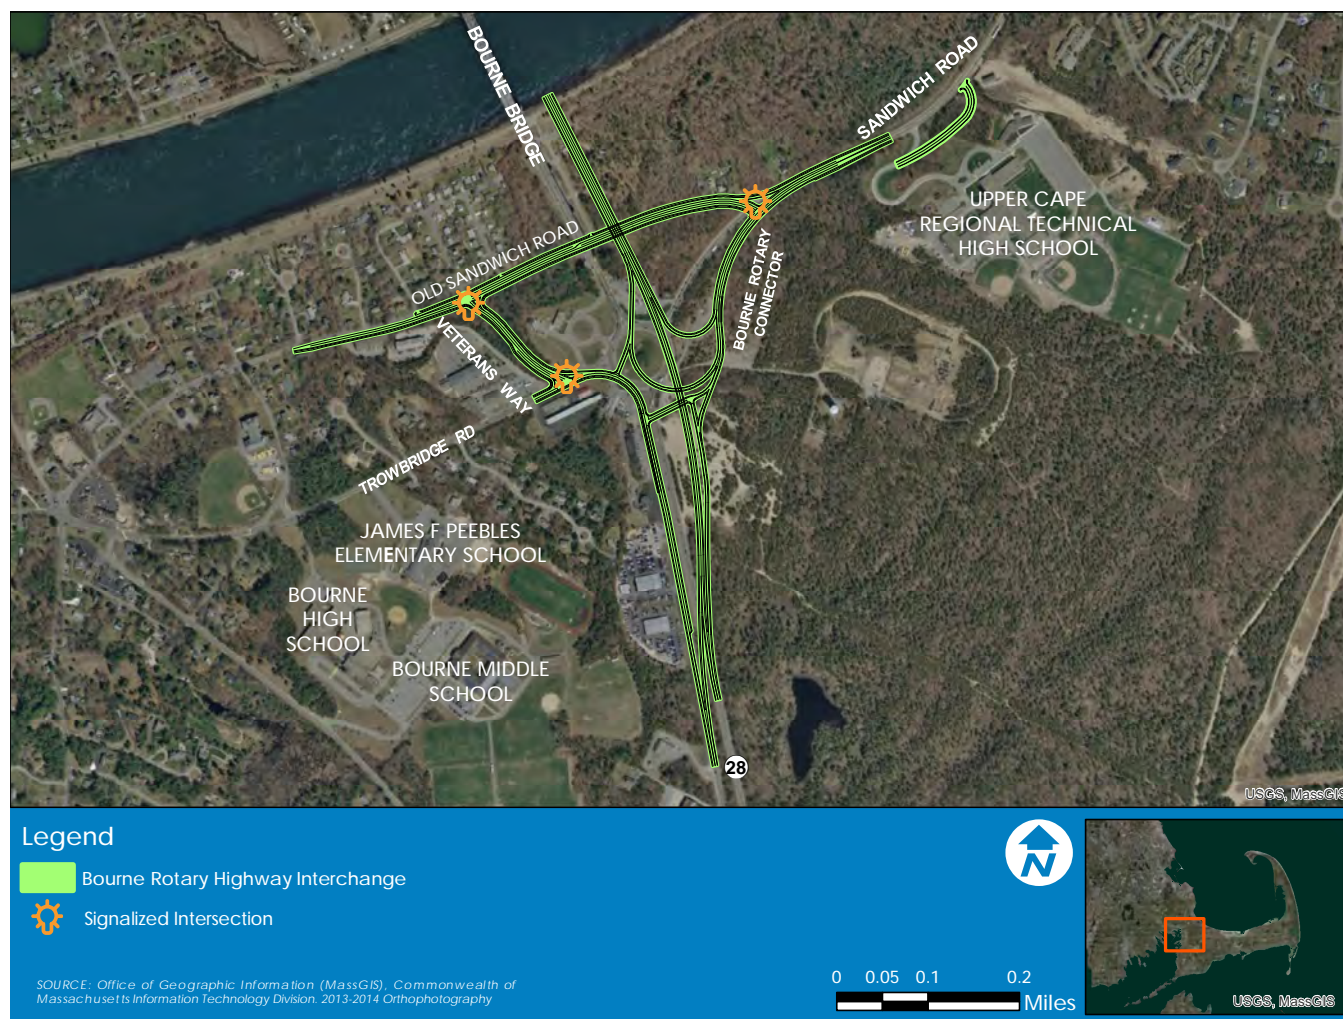 BOURNE BRIDGE
SANDWICH ROAD
UPPER CAPE
REGIONAL TECHNICAL
HIGH SCHOOL
OLD SANDWICH ROAD
BOURNE ROTARY
CONNECTOR
VETERANS WAY
TROWBRIDGE RD
JAMES F PEEBLES
ELEMENTARY SCHOOL
BOURNE
HIGH
SCHOOL
BOURNE MIDDLE
SCHOOL
28
USGS, MassGIS
Legend
Bourne Rotary Highway Interchange
Signalized Intersection
SOURCE: Office of Geographic Information (MassGIS), Commonwealth of
Massachusetts Information Technology Division. 2013-2014 Orthophotography
N
0 0.05 0.1 0.2
Miles
USGS, MassGIS